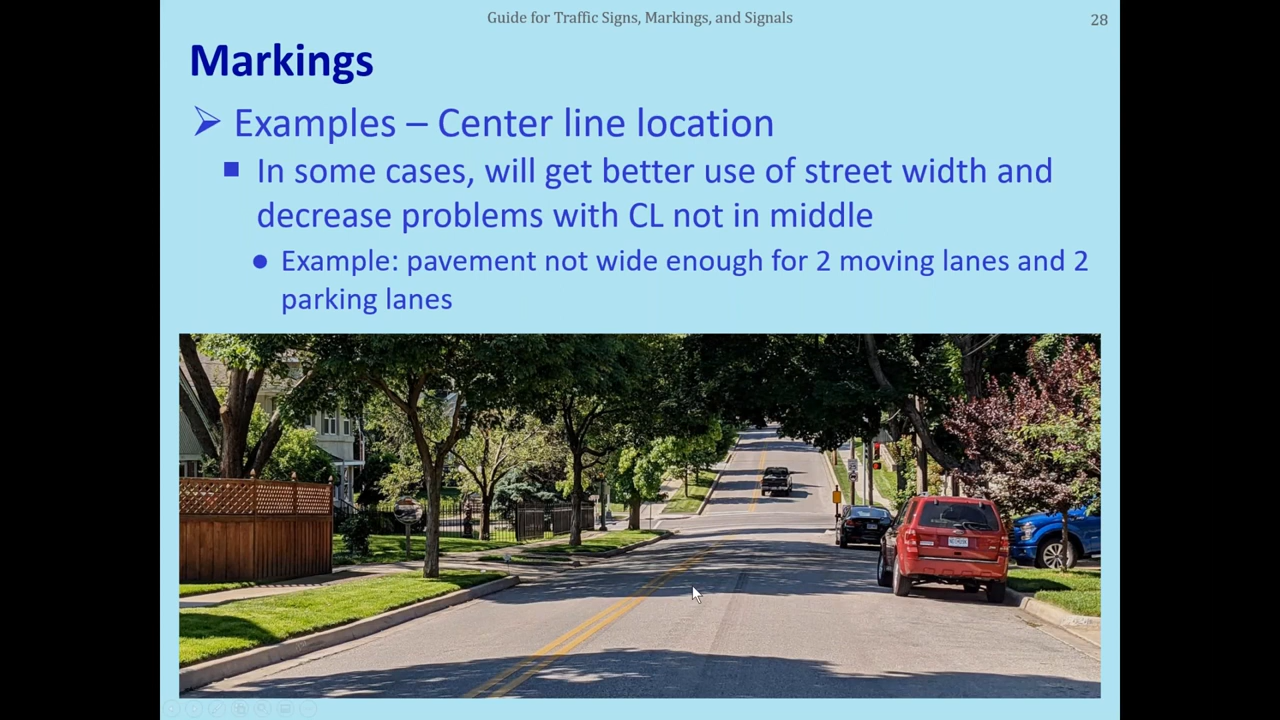 Guide for Traffic Signs, Markings, and Signals
28
Markings
Examples – Center line location
In some cases, will get better use of street width and
decrease problems with CL not in middle
Example: pavement not wide enough for 2 moving lanes and 2
parking lanes